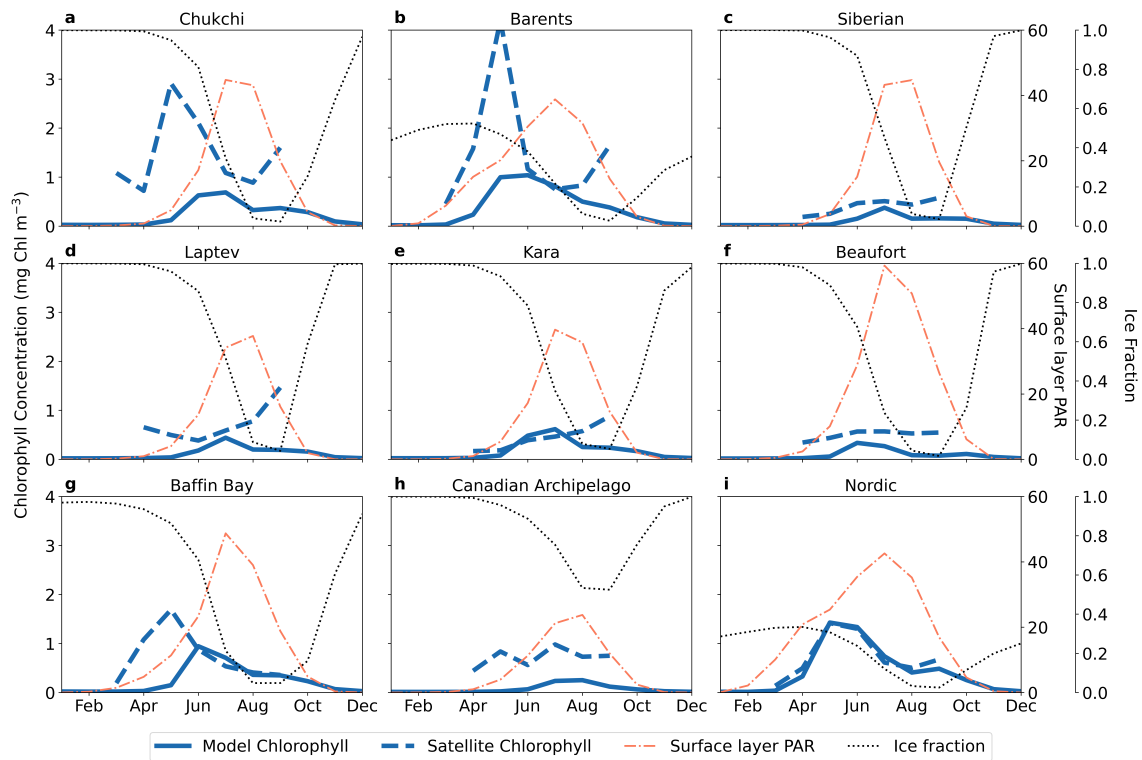 a Chukchi
b Barents
c Siberian
4 60 1.0
3 0.8
40
2 0.6
0.4
1 20
0.2
0 0 0.0
d Laptev
e Kara
f Beaufort
4 60 1.0
3 0.8
40
2 0.6
0.4
1 20
0.2
0 0 0.0
g Baffin Bay
h Canadian Archipelago
i Nordic
4 60 1.0
3 0.8
40
2 0.6
0.4
1 20
0.2
0 0 0.0
Feb Apr Jun Aug Oct Dec
Feb Apr Jun Aug Oct Dec
Feb Apr Jun Aug Oct Dec
Chlorophyll Concentration (mg Chl m⁻³)
Surface layer PAR
Ice Fraction
Model Chlorophyll Satellite Chlorophyll Surface layer PAR Ice fraction